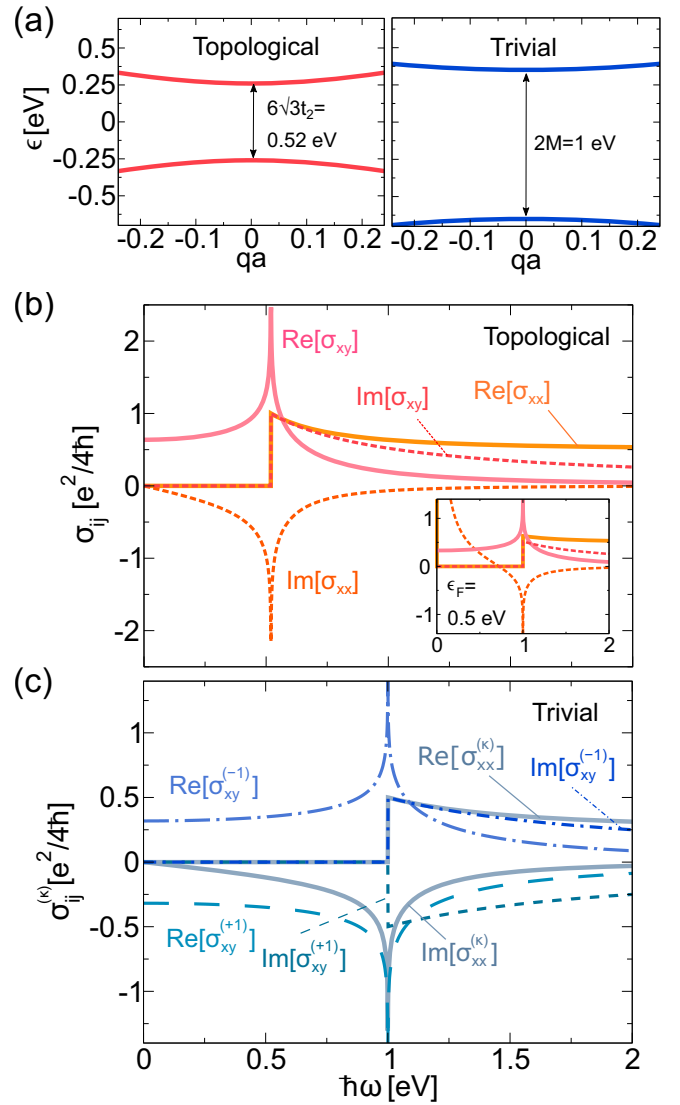 (a)
Topological
Trivial
ϵ [eV]
0.5
0.25
0
-0.25
-0.5
6√3t₂=
0.52 eV
2M=1 eV
-0.2 -0.1 0 0.1 0.2
-0.2 -0.1 0 0.1 0.2
qa
qa
(b)
Topological
Re[σxy]
Im[σxy]
Re[σxx]
Im[σxx]
σij [e²/4ħ]
2
1
0
-1
-2
ϵF=
0.5 eV
1
0
-1
0 1 2
(c)
Trivial
Re[σxx^(κ)]
Im[σxy^(-1)]
Re[σxy^(-1)]
Re[σxy^(+1)]
Im[σxy^(+1)]
Im[σxx^(κ)]
σij^(κ)[e²/4ħ]
1
0.5
0
-0.5
-1
0 0.5 1 1.5 2
ħω [eV]